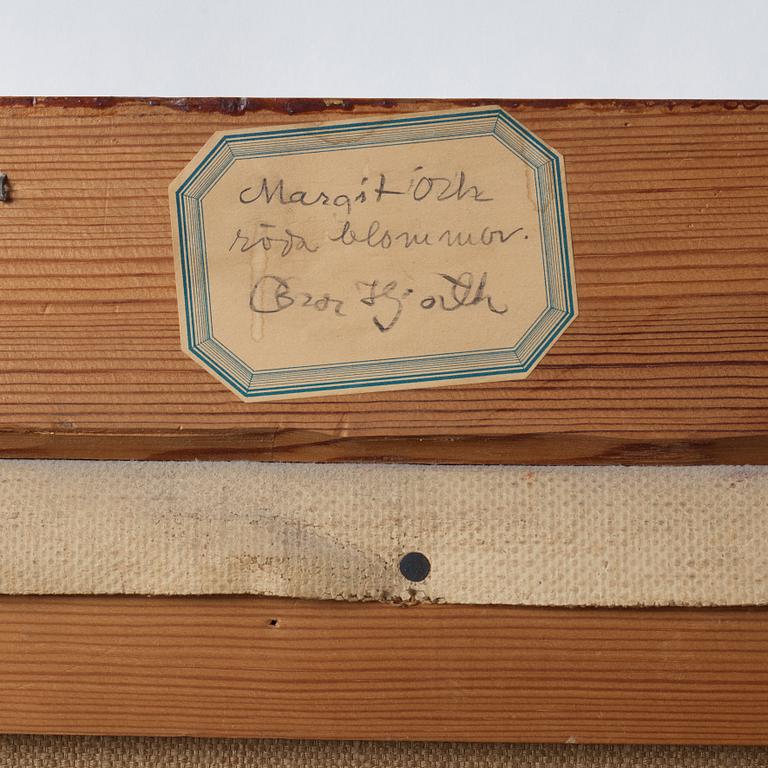 Margit och
röda blommor.
Bror Hjorth